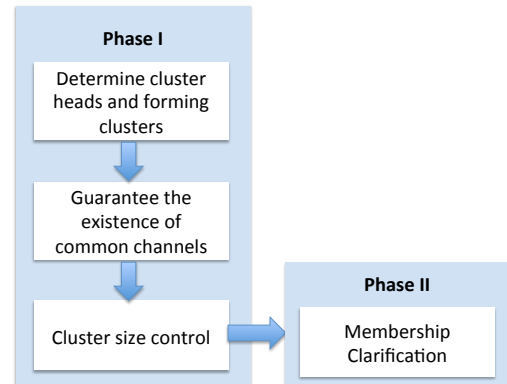 Phase I
Determine cluster
heads and forming
clusters
Guarantee the
existence of
common channels
Cluster size control
Phase II
Membership
Clarification